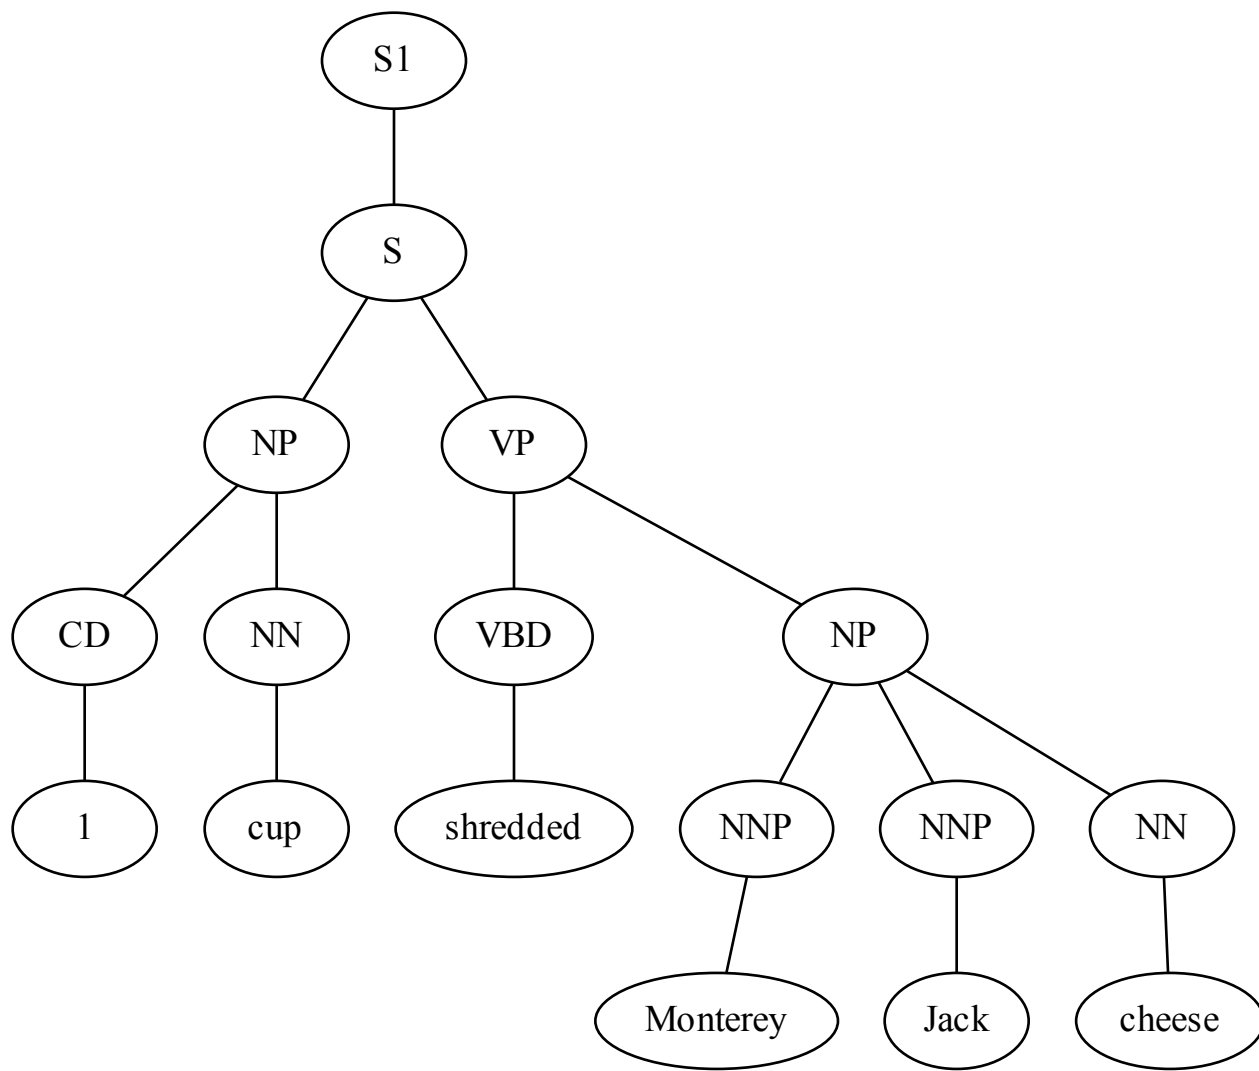 S1
S
NP VP
CD NN VBD NP
1 cup shredded NNP NNP NN
Monterey Jack cheese